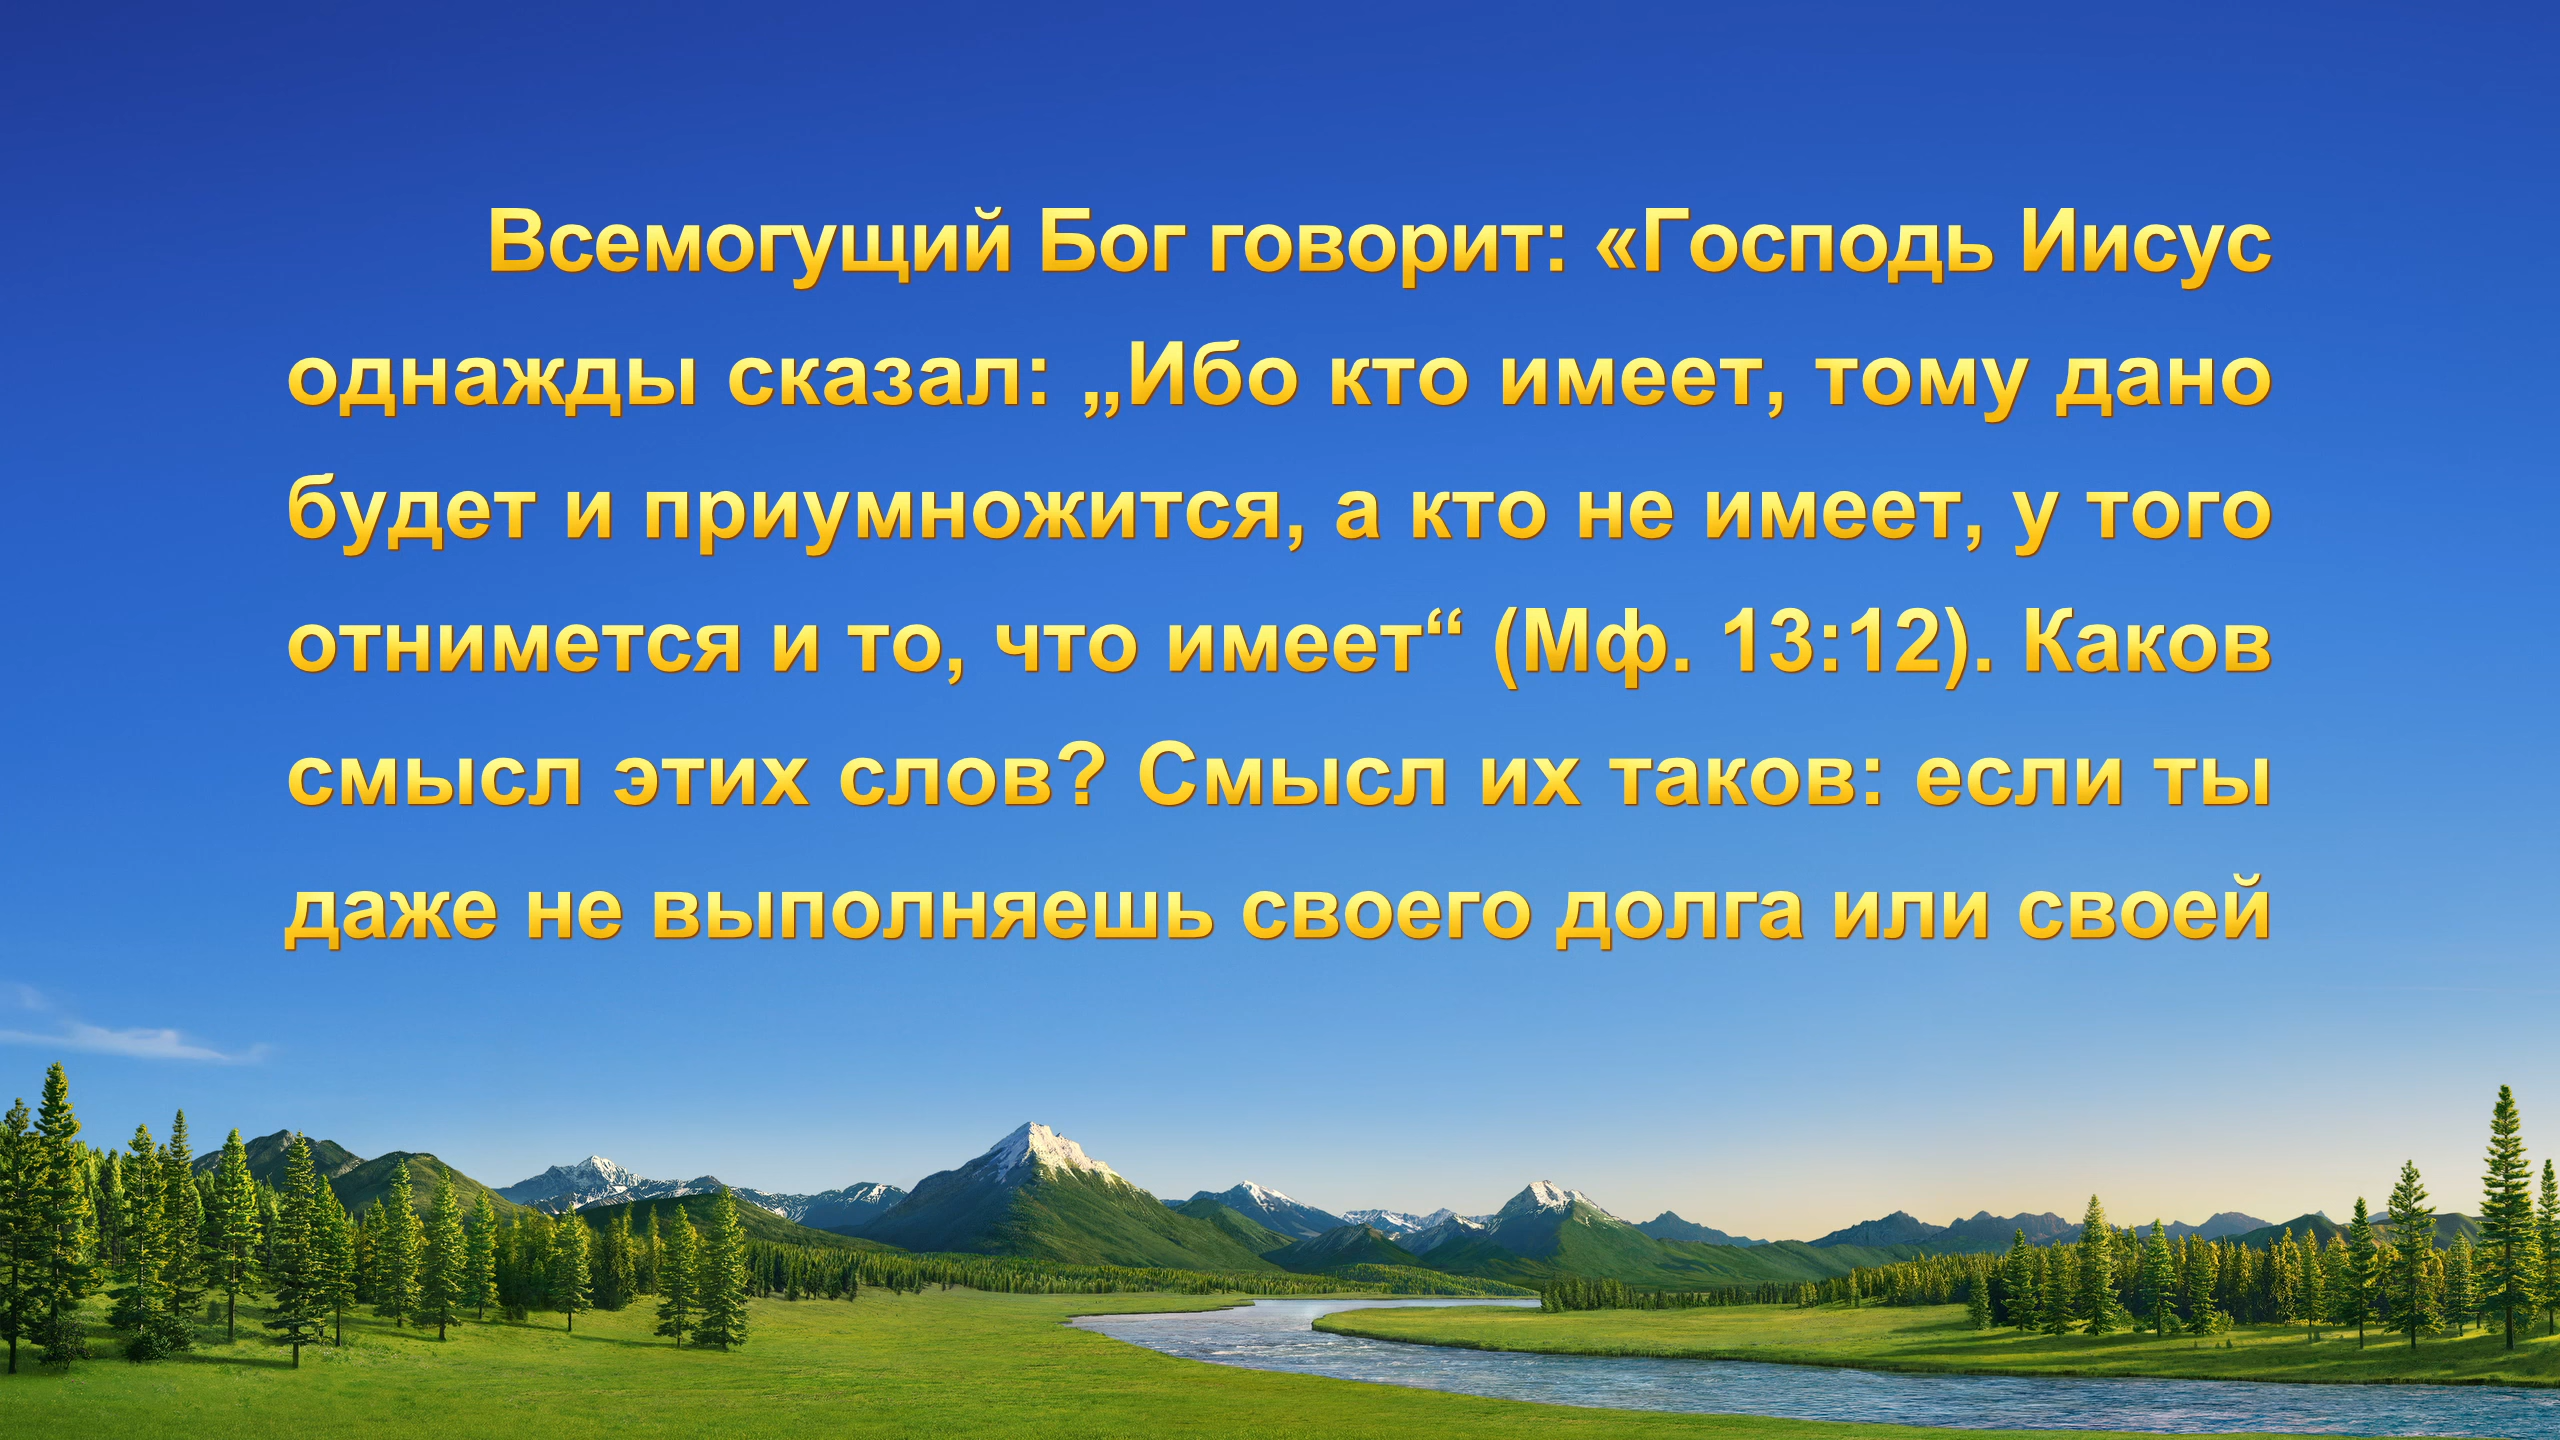 Всемогущий Бог говорит: «Господь Иисус
однажды сказал: „Ибо кто имеет, тому дано
будет и приумножится, а кто не имеет, у того
отнимется и то, что имеет“ (Мф. 13:12). Каков
смысл этих слов? Смысл их таков: если ты
даже не выполняешь своего долга или своей